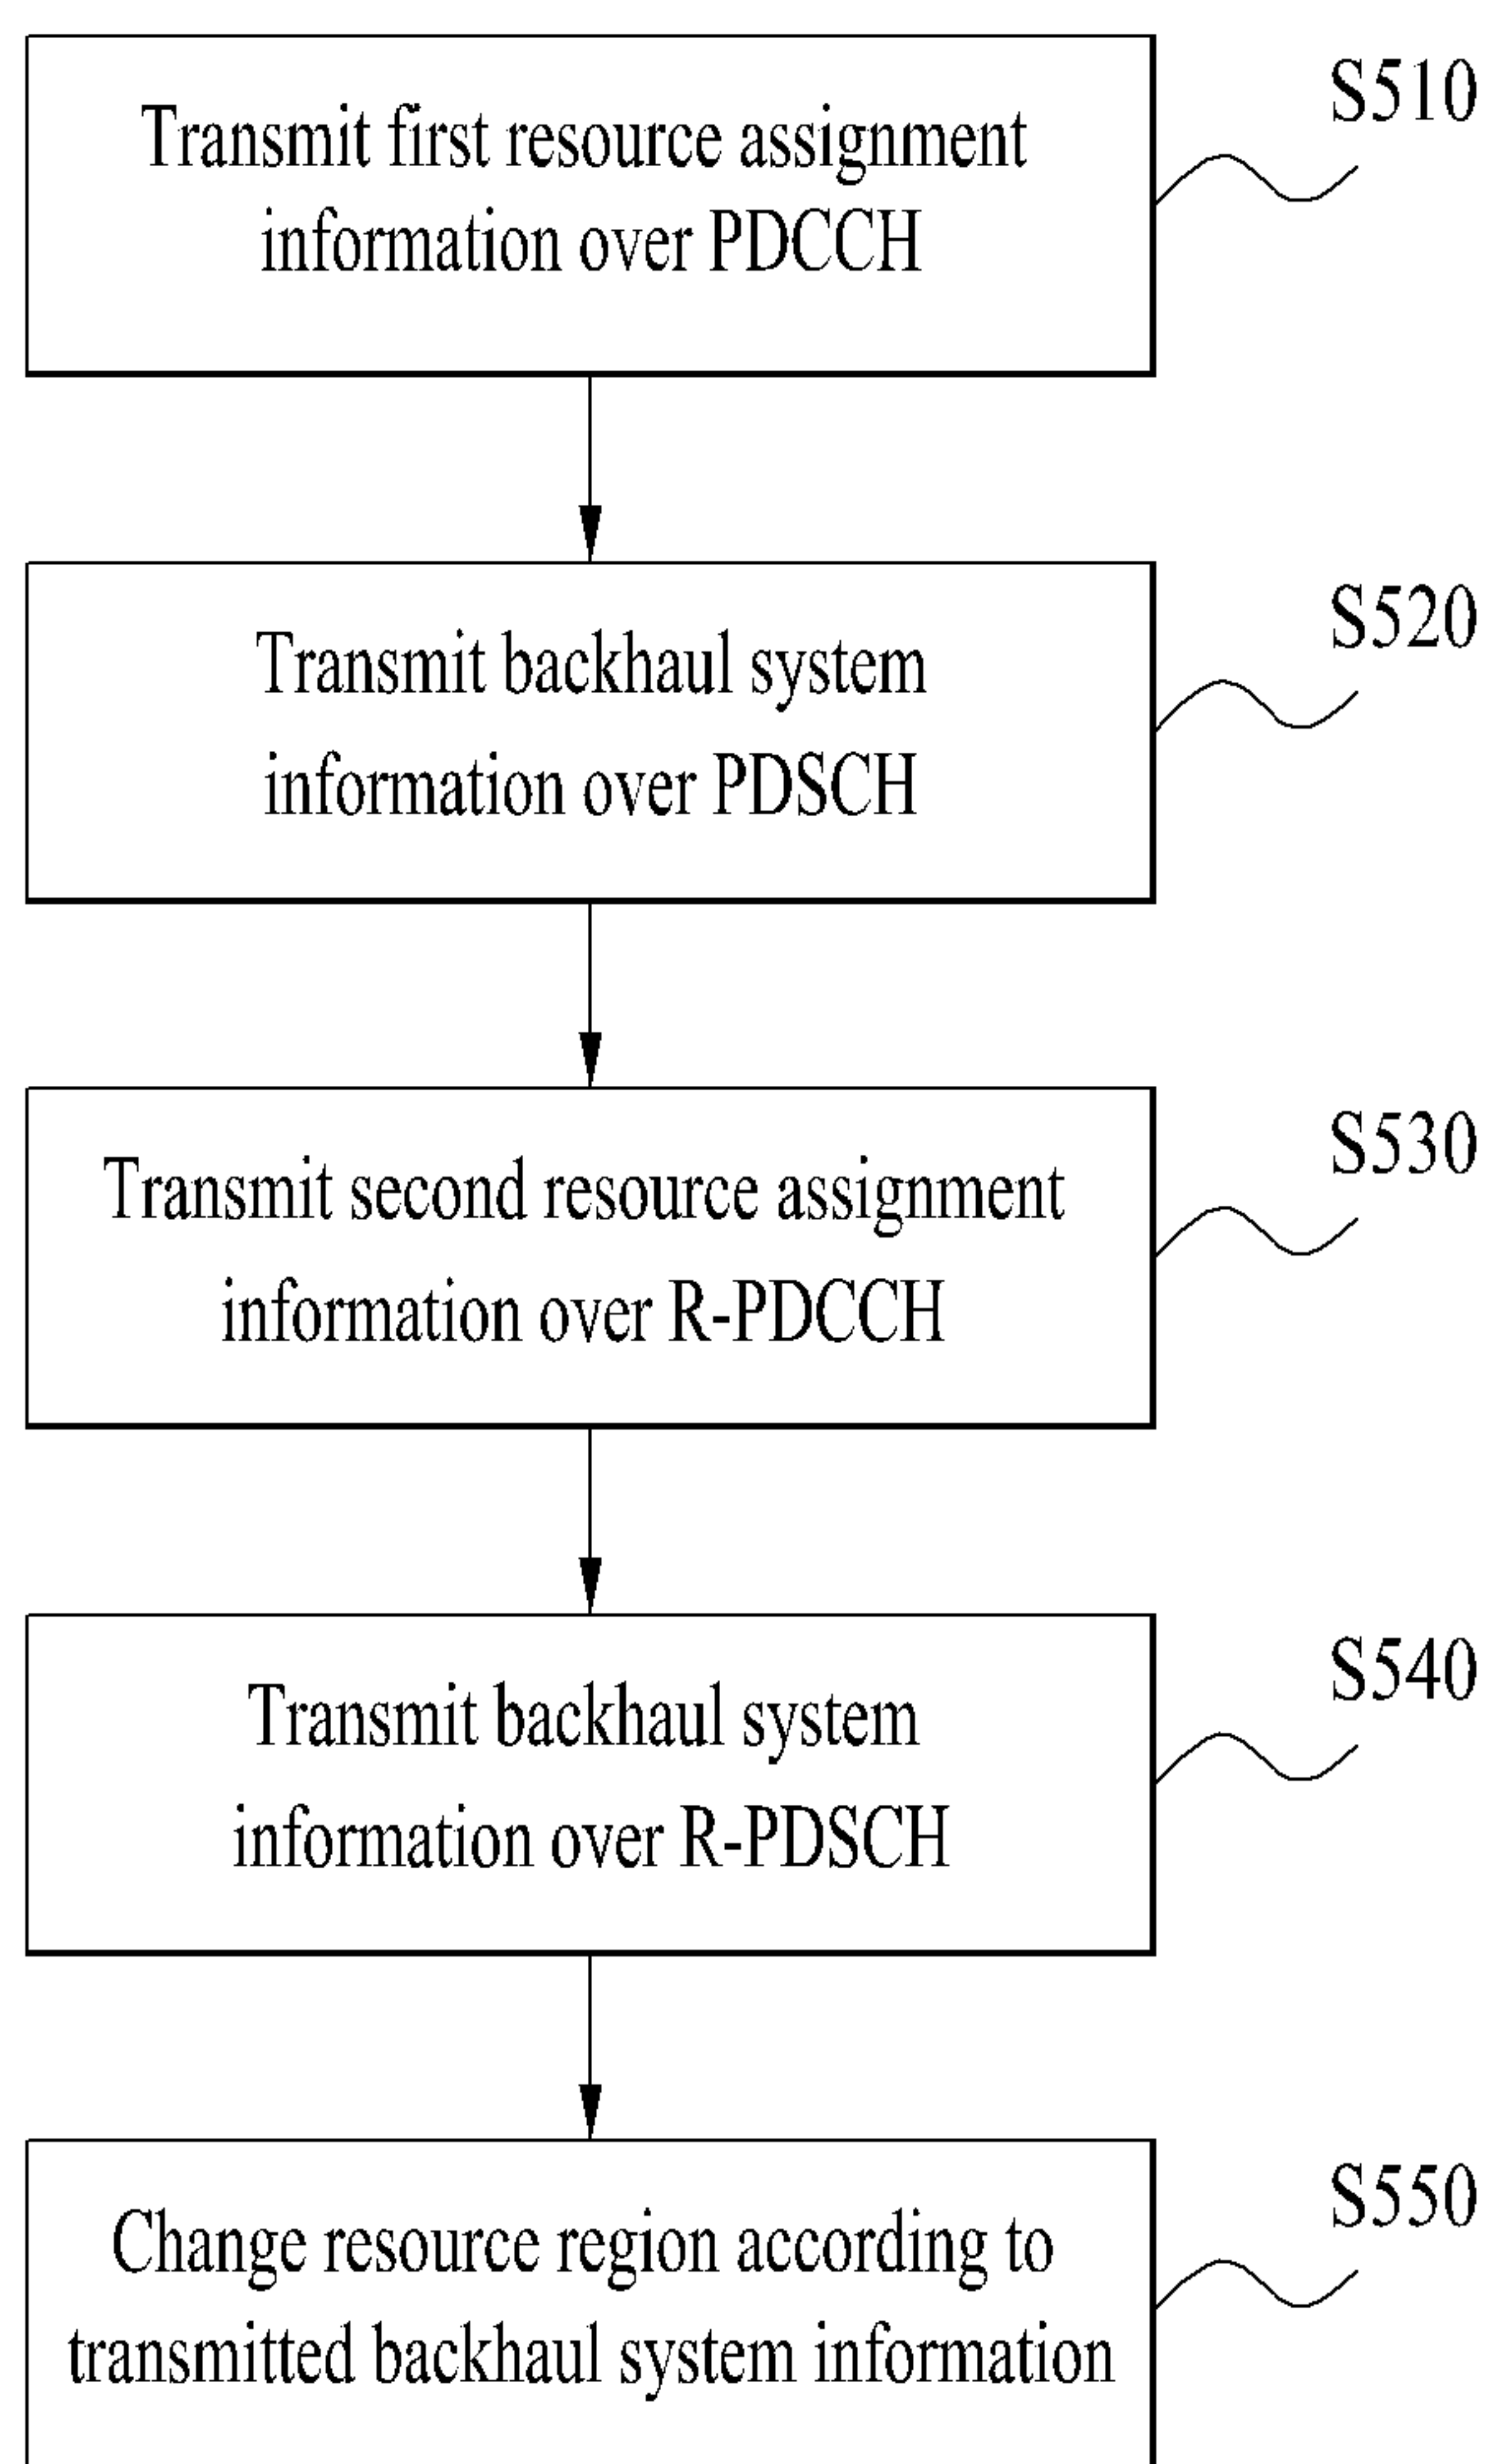 S510
Transmit first resource assignment
information over PDCCH
S520
Transmit backhaul system
information over PDSCH
S530
Transmit second resource assignment
information over R-PDCCH
S540
Transmit backhaul system
information over R-PDSCH
S550
Change resource region according to
transmitted backhaul system information